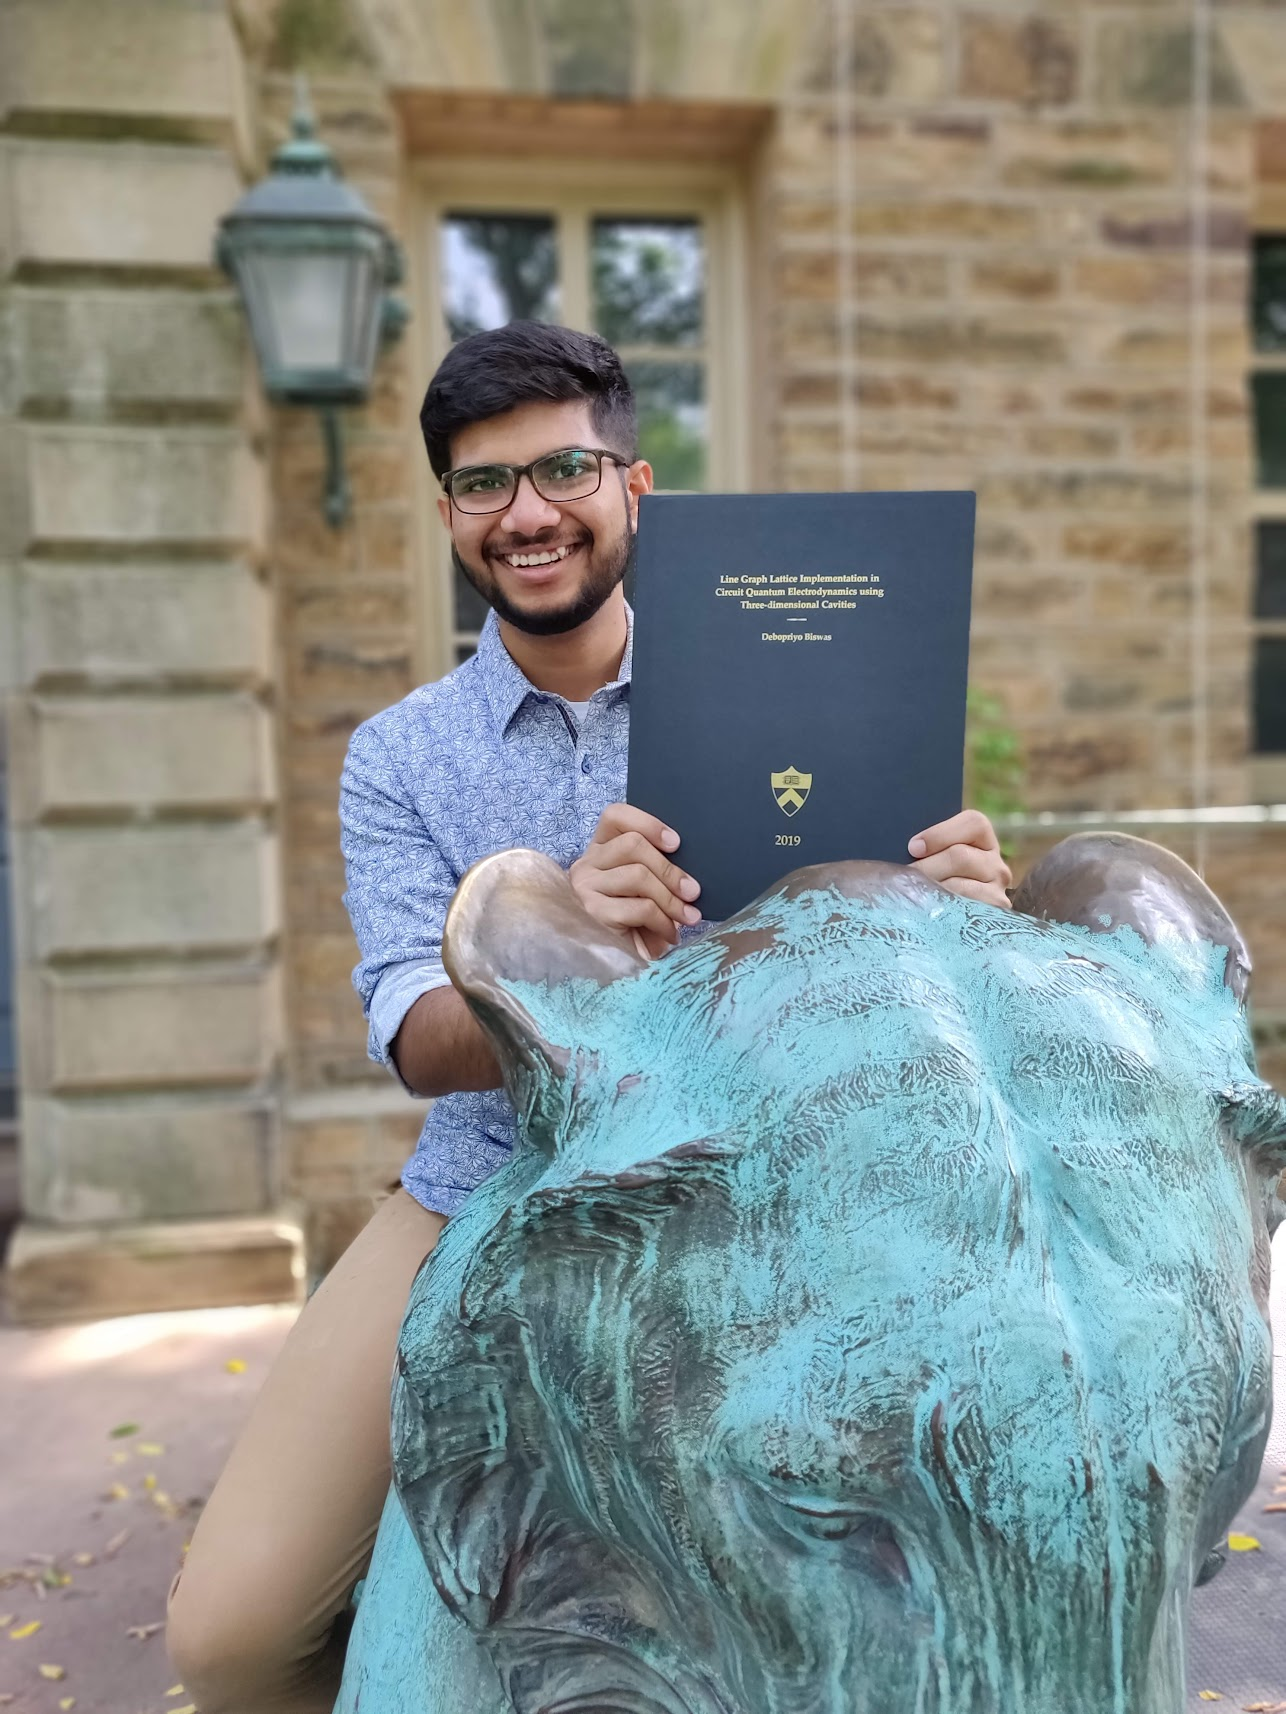 Line Graph Lattice Implementation in
Circuit Quantum Electrodynamics using
Three-dimensional Cavities
Debopriyo Biswas
2019